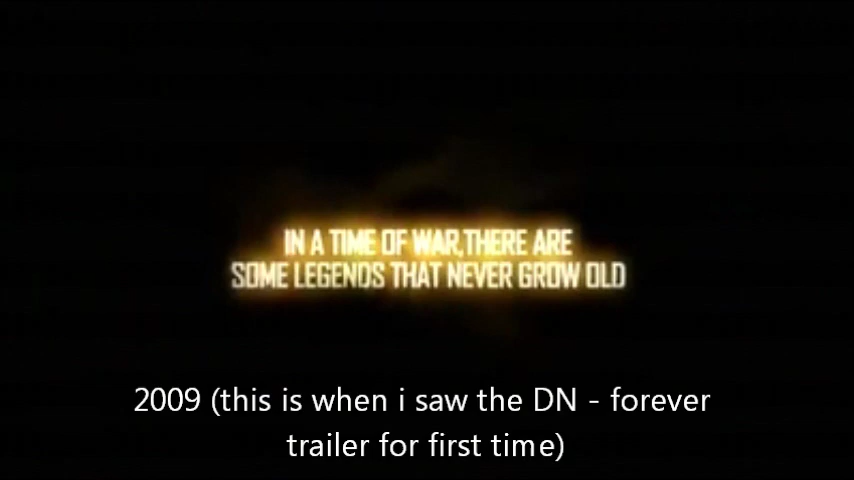 IN A TIME OF WAR,THERE ARE
SOME LEGENDS THAT NEVER GROW OLD
2009 (this is when i saw the DN - forever
trailer for first time)